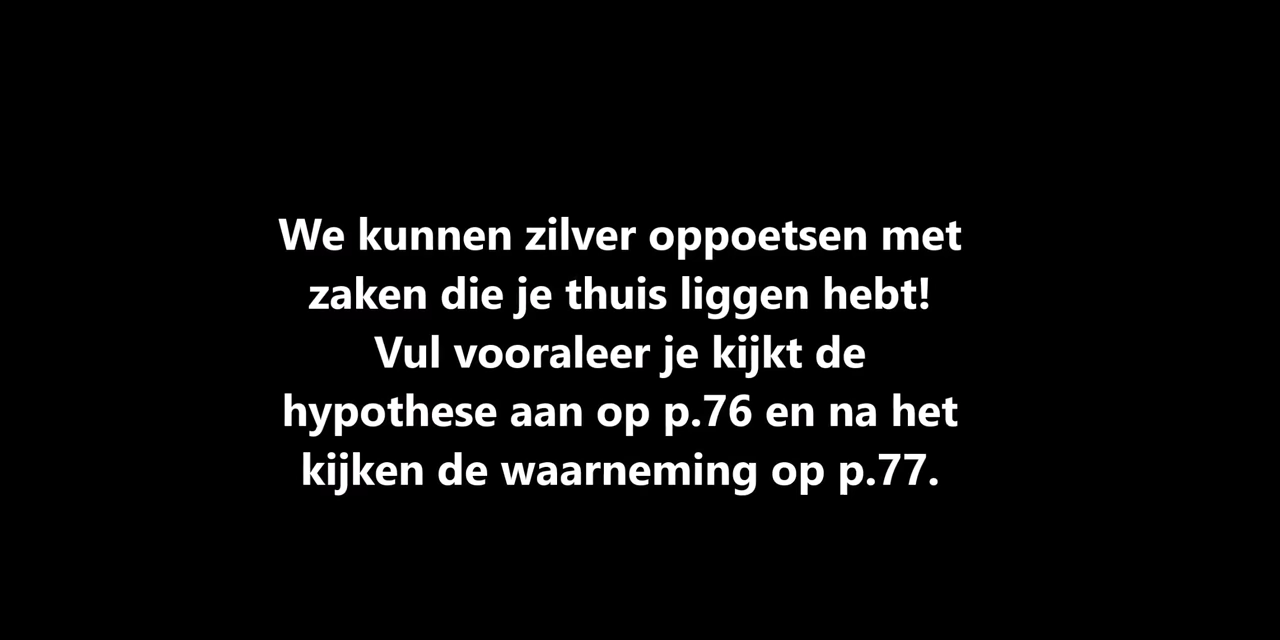 We kunnen zilver oppoetsen met
zaken die je thuis liggen hebt!
Vul vooraleer je kijkt de
hypothese aan op p.76 en na het
kijken de waarneming op p.77.